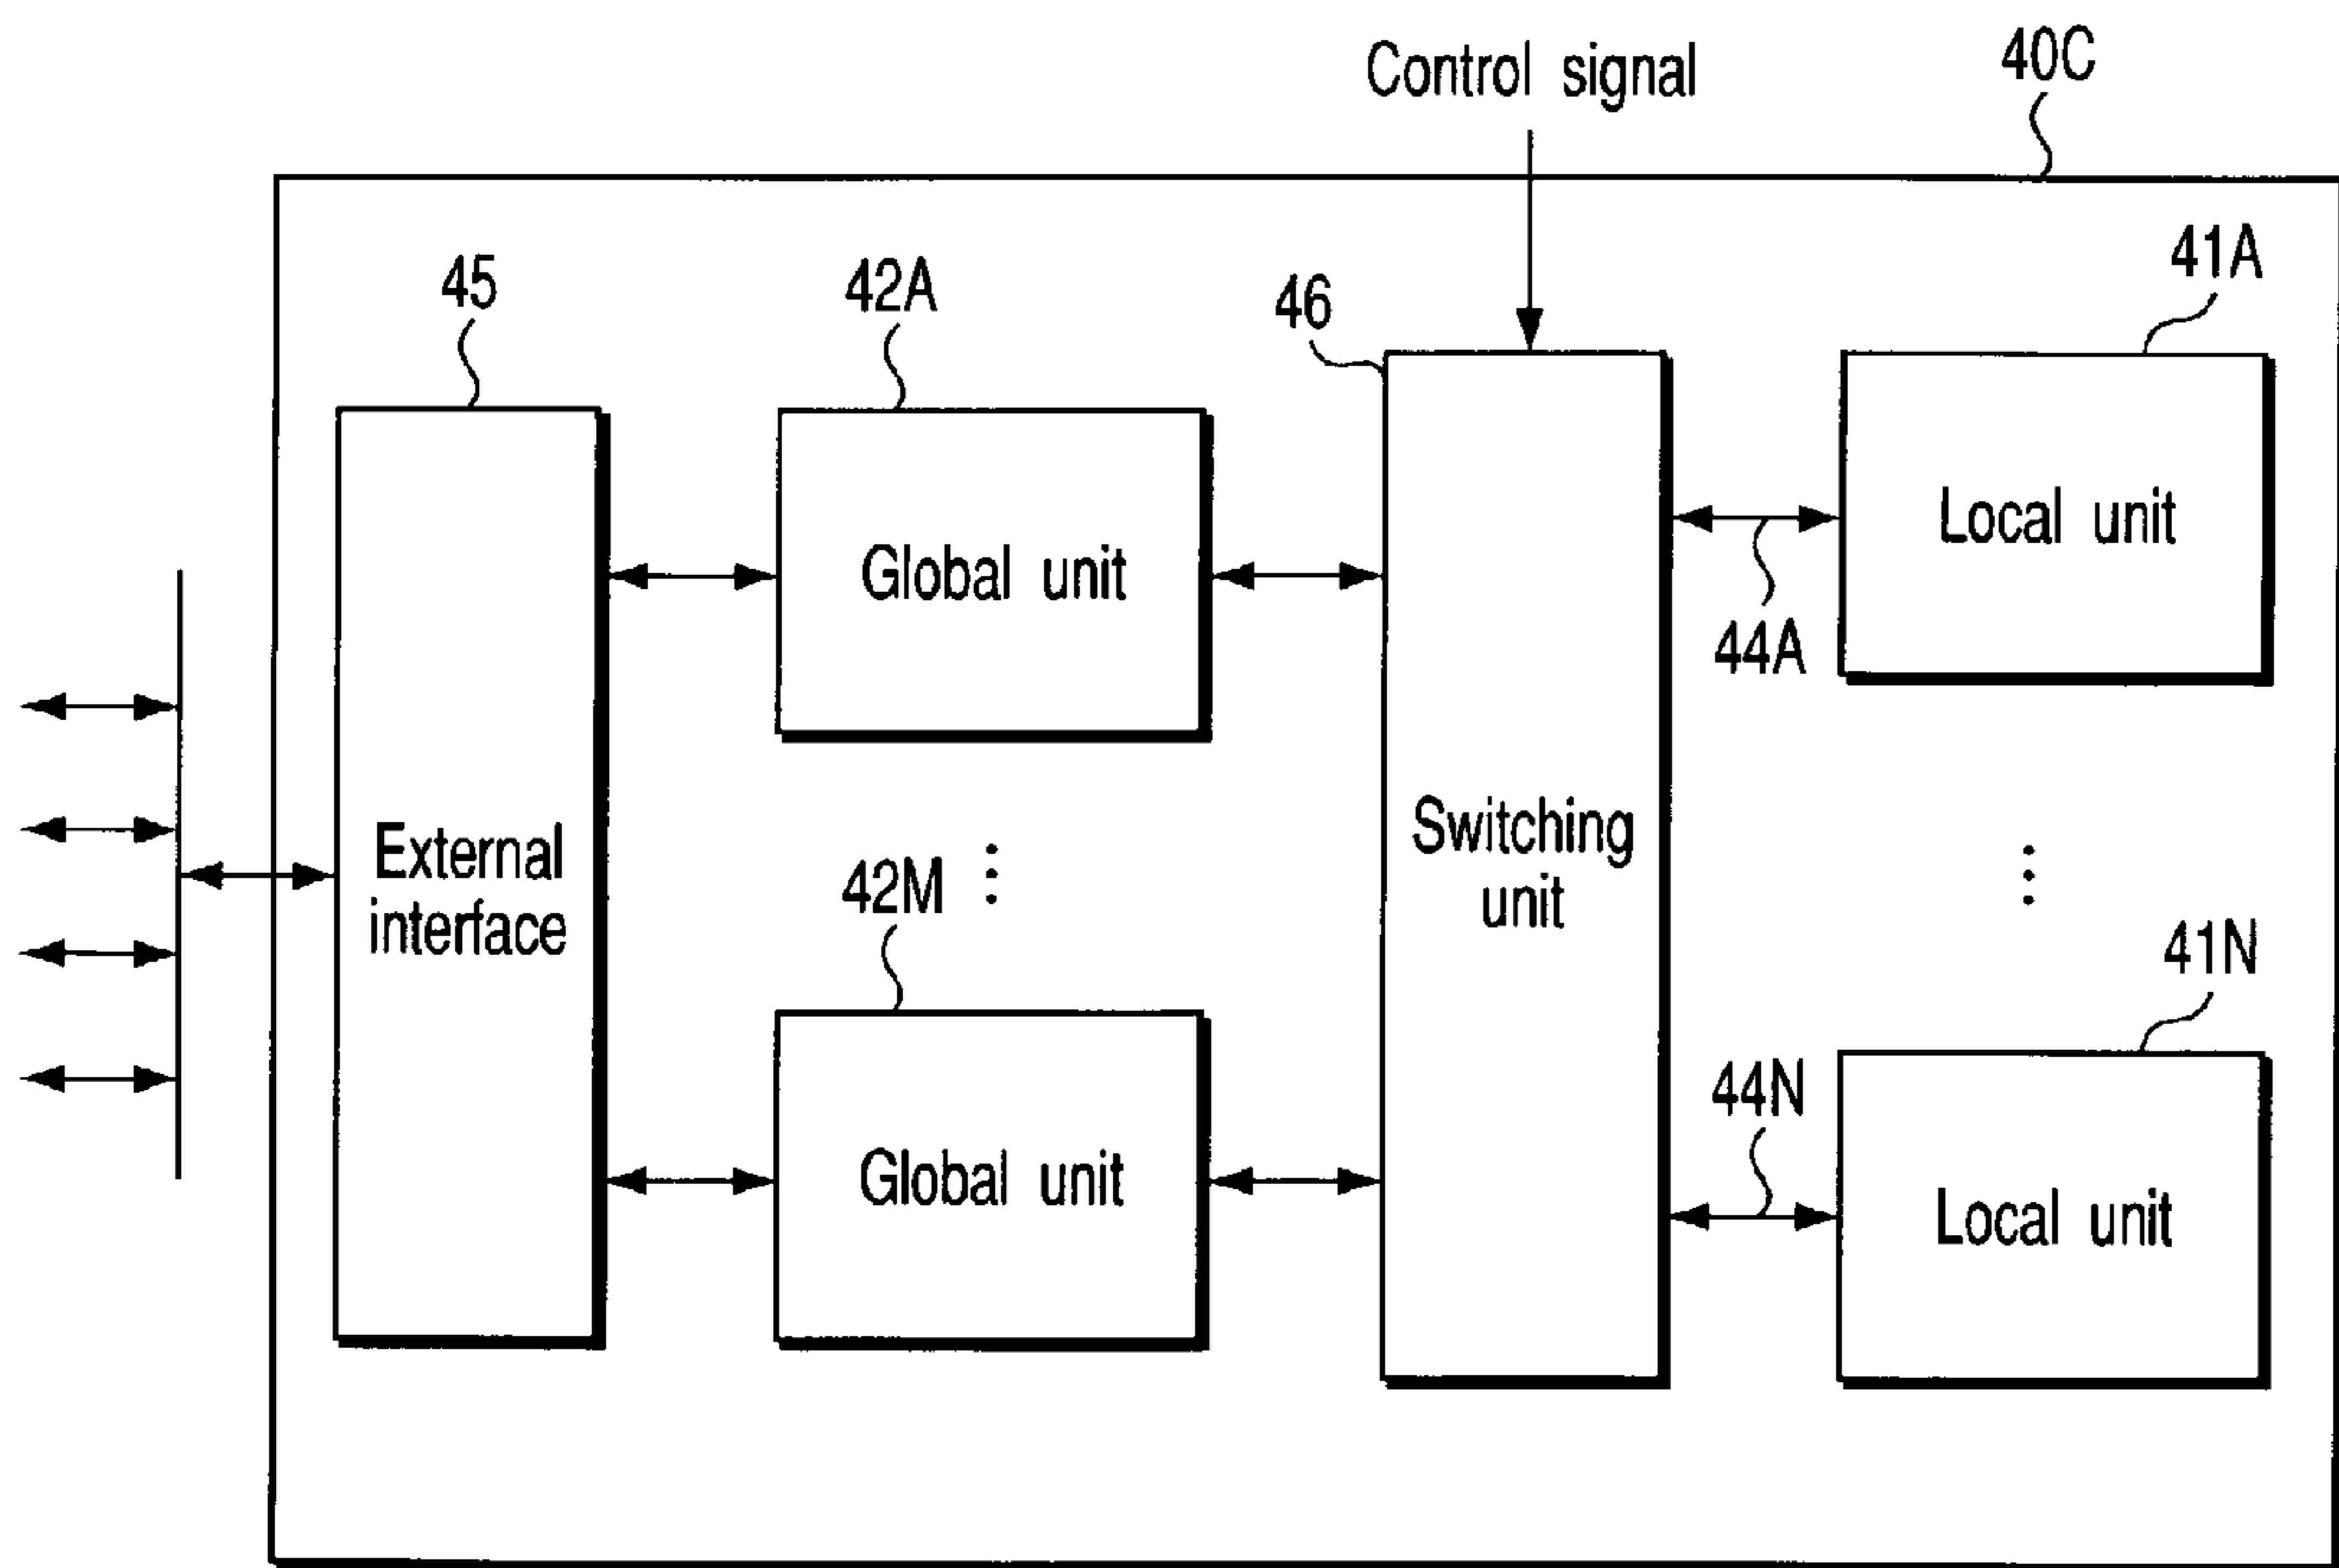 Control signal
40C
45
42A
46
41A
Global unit
Local unit
44A
External
interface
42M
Switching
unit
41N
44N
Global unit
Local unit